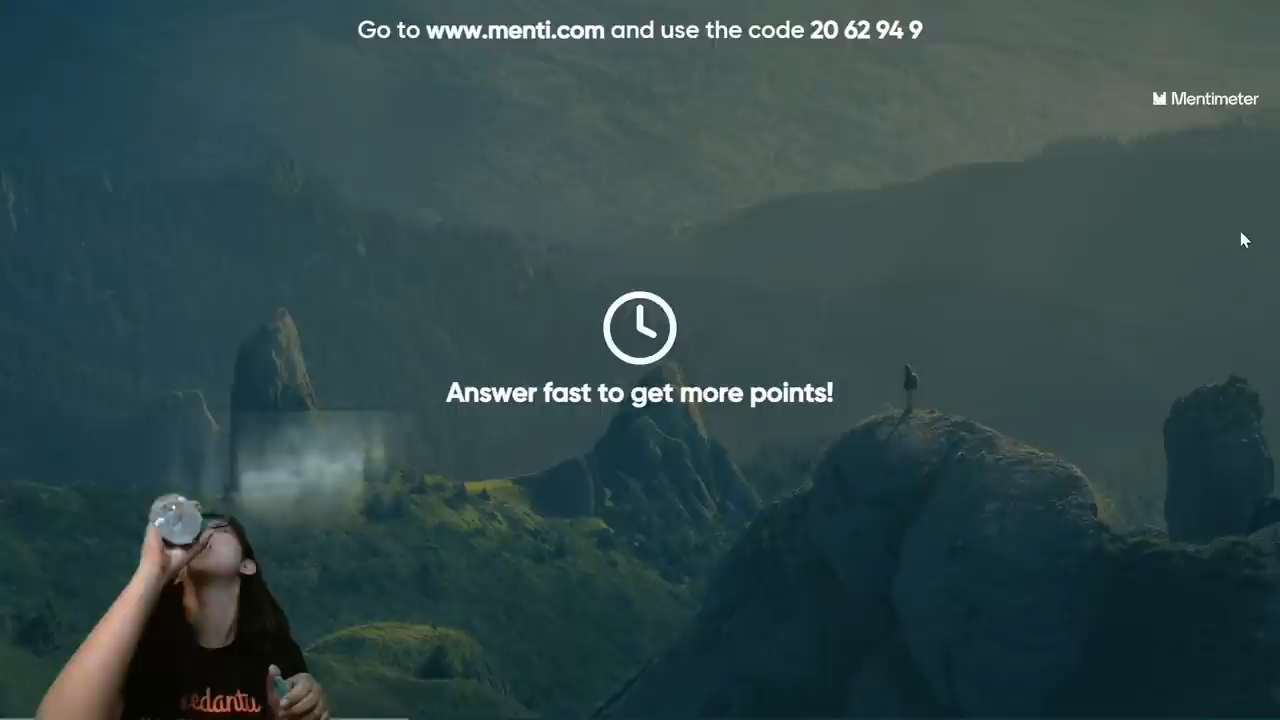 Go to www.menti.com and use the code 20 62 94 9
Mentimeter
Answer fast to get more points!
edantu